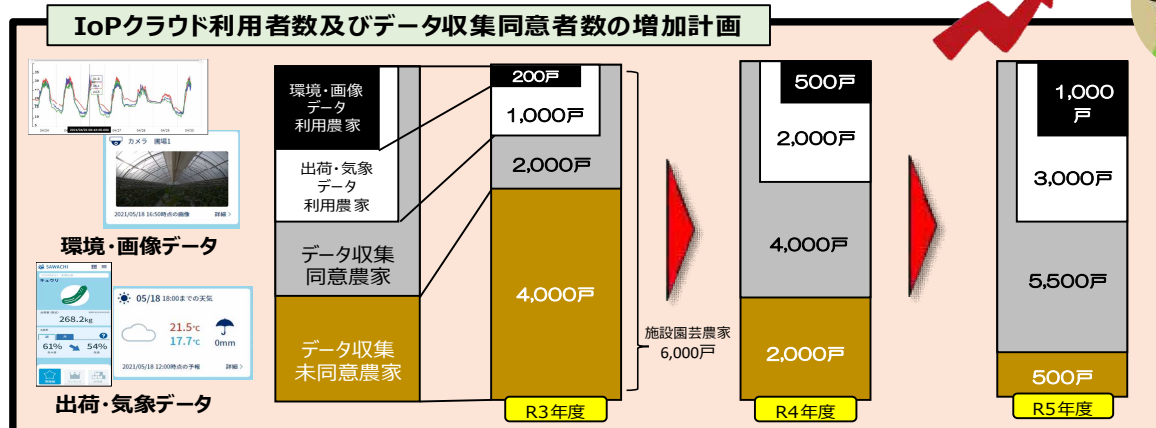 IoPクラウド利用者数及びデータ収集同意者数の増加計画
カメラ 圃場1
2021/05/18 16:50時点の画像 詳細 >
環境・画像データ
SAWACHI
キュウリ
268.2kg
61% 54%
05/18 18:00までの天気
21.5℃
17.7℃
0mm
2021/05/18 12:00時点の予報 詳細 >
出荷・気象データ
環境・画像
データ
利用農家
出荷・気象
データ
利用農家
データ収集
同意農家
データ収集
未同意農家
200戸
1,000戸
2,000戸
4,000戸
R3年度
施設園芸農家
6,000戸
500戸
2,000戸
4,000戸
2,000戸
R4年度
1,000
戸
3,000戸
5,500戸
500戸
R5年度